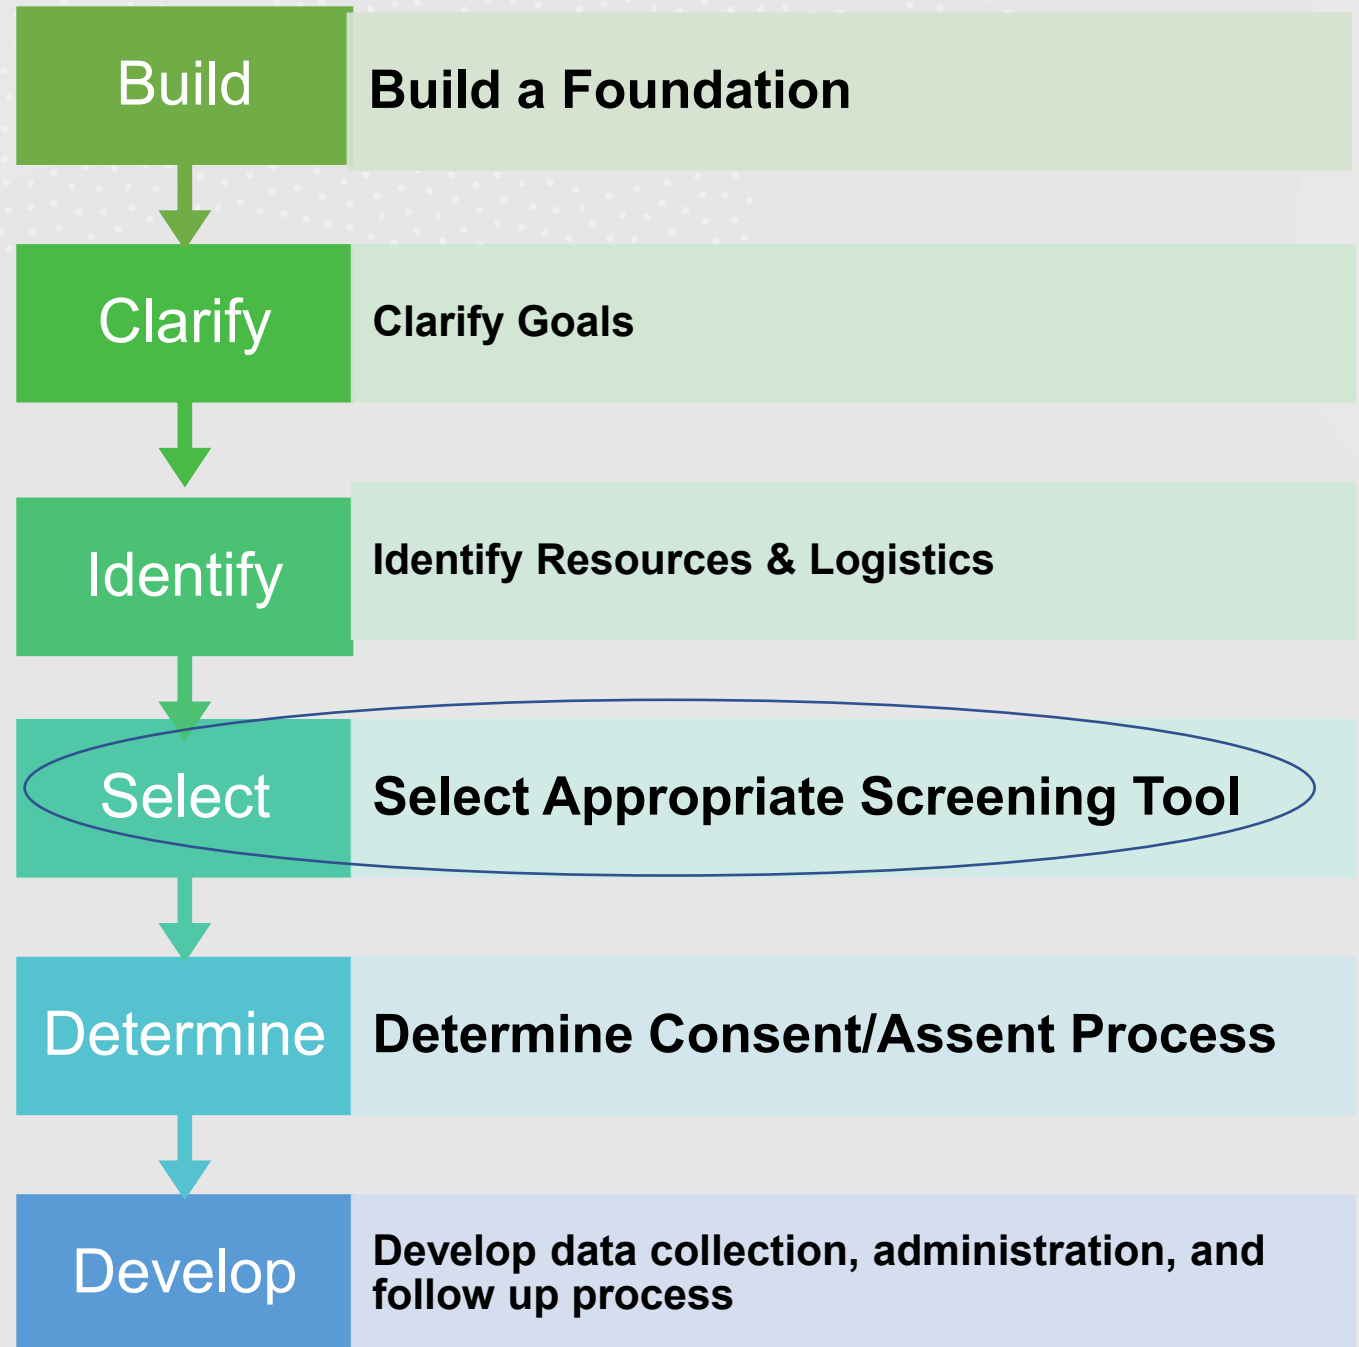 Build
Build a Foundation
Clarify
Clarify Goals
Identify
Identify Resources & Logistics
Select
Select Appropriate Screening Tool
Determine
Determine Consent/Assent Process
Develop
Develop data collection, administration, and
follow up process